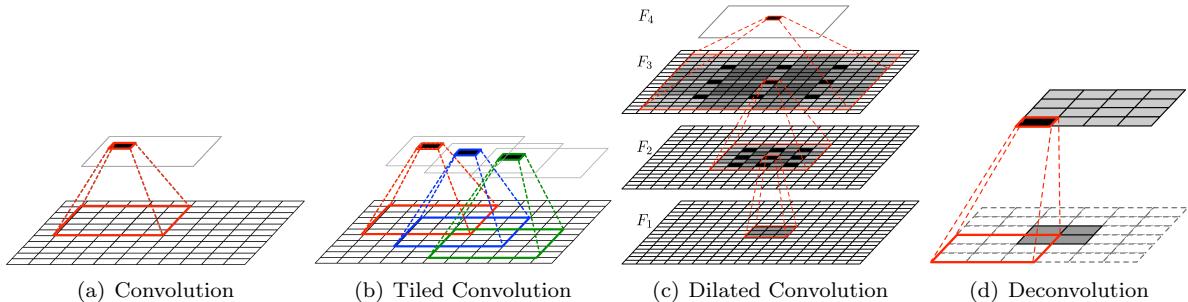 F4
F3
F2
F1
(a) Convolution
(b) Tiled Convolution
(c) Dilated Convolution
(d) Deconvolution